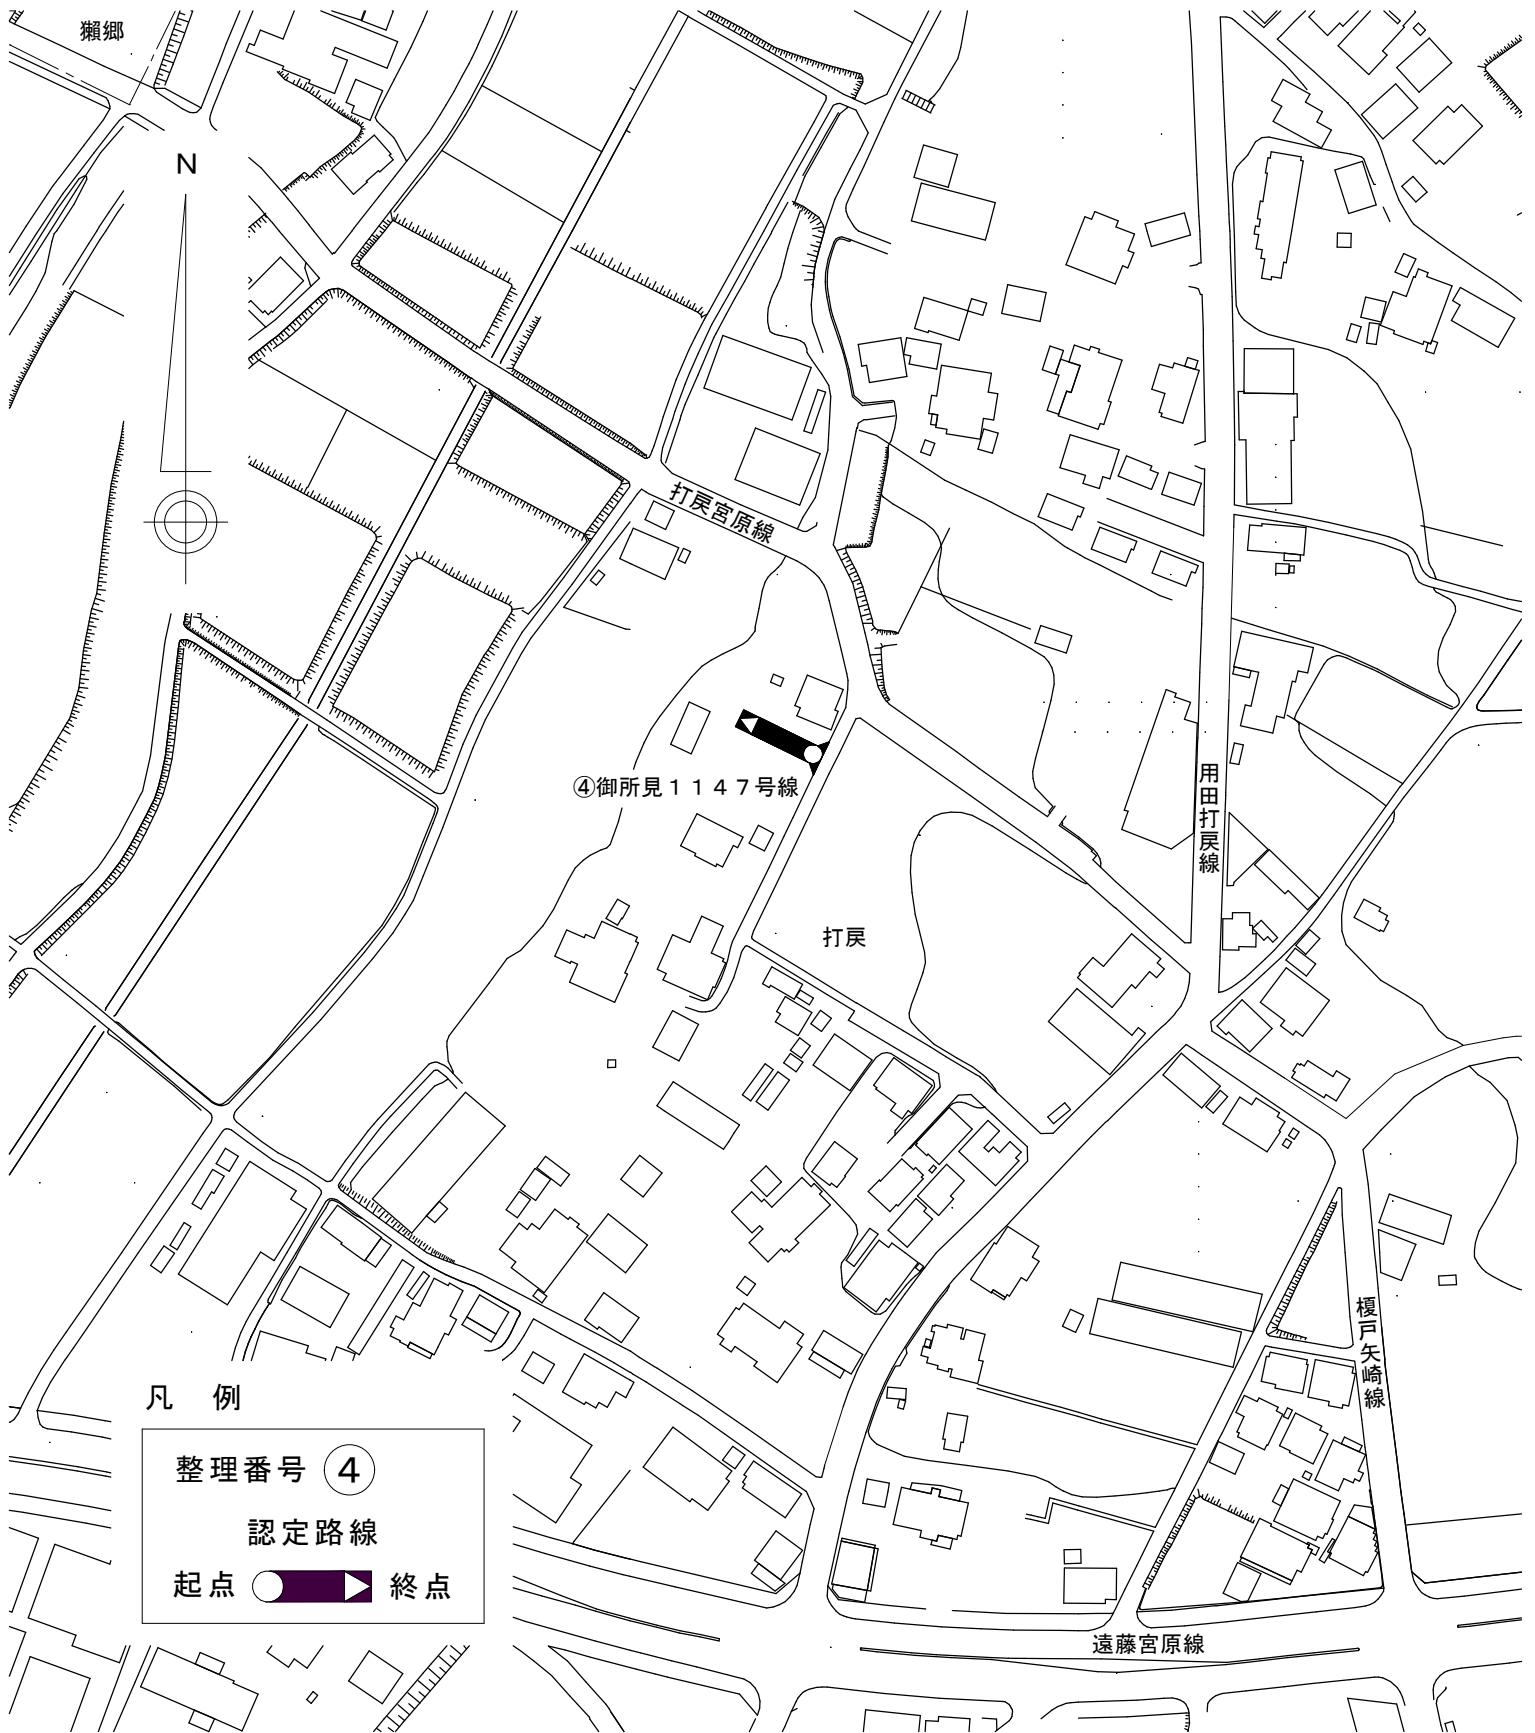 獺郷
N
打戻宮原線
④御所見１１４７号線
用田打戻線
打戻
榎戸矢崎線
凡 例
整理番号 ④
認定路線
起点 終点
遠藤宮原線